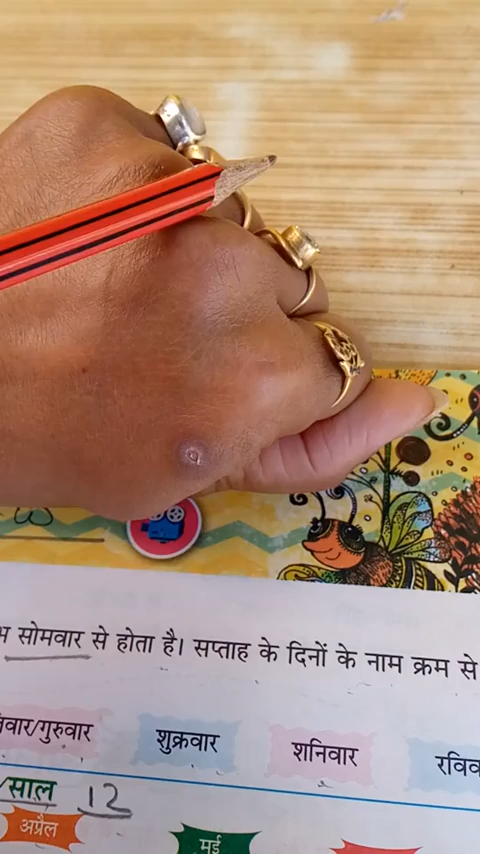 सोमवार से होता है। सप्ताह के दिनों के नाम क्रम से
शुक्रवार शनिवार
/साल 12
अप्रैल मई